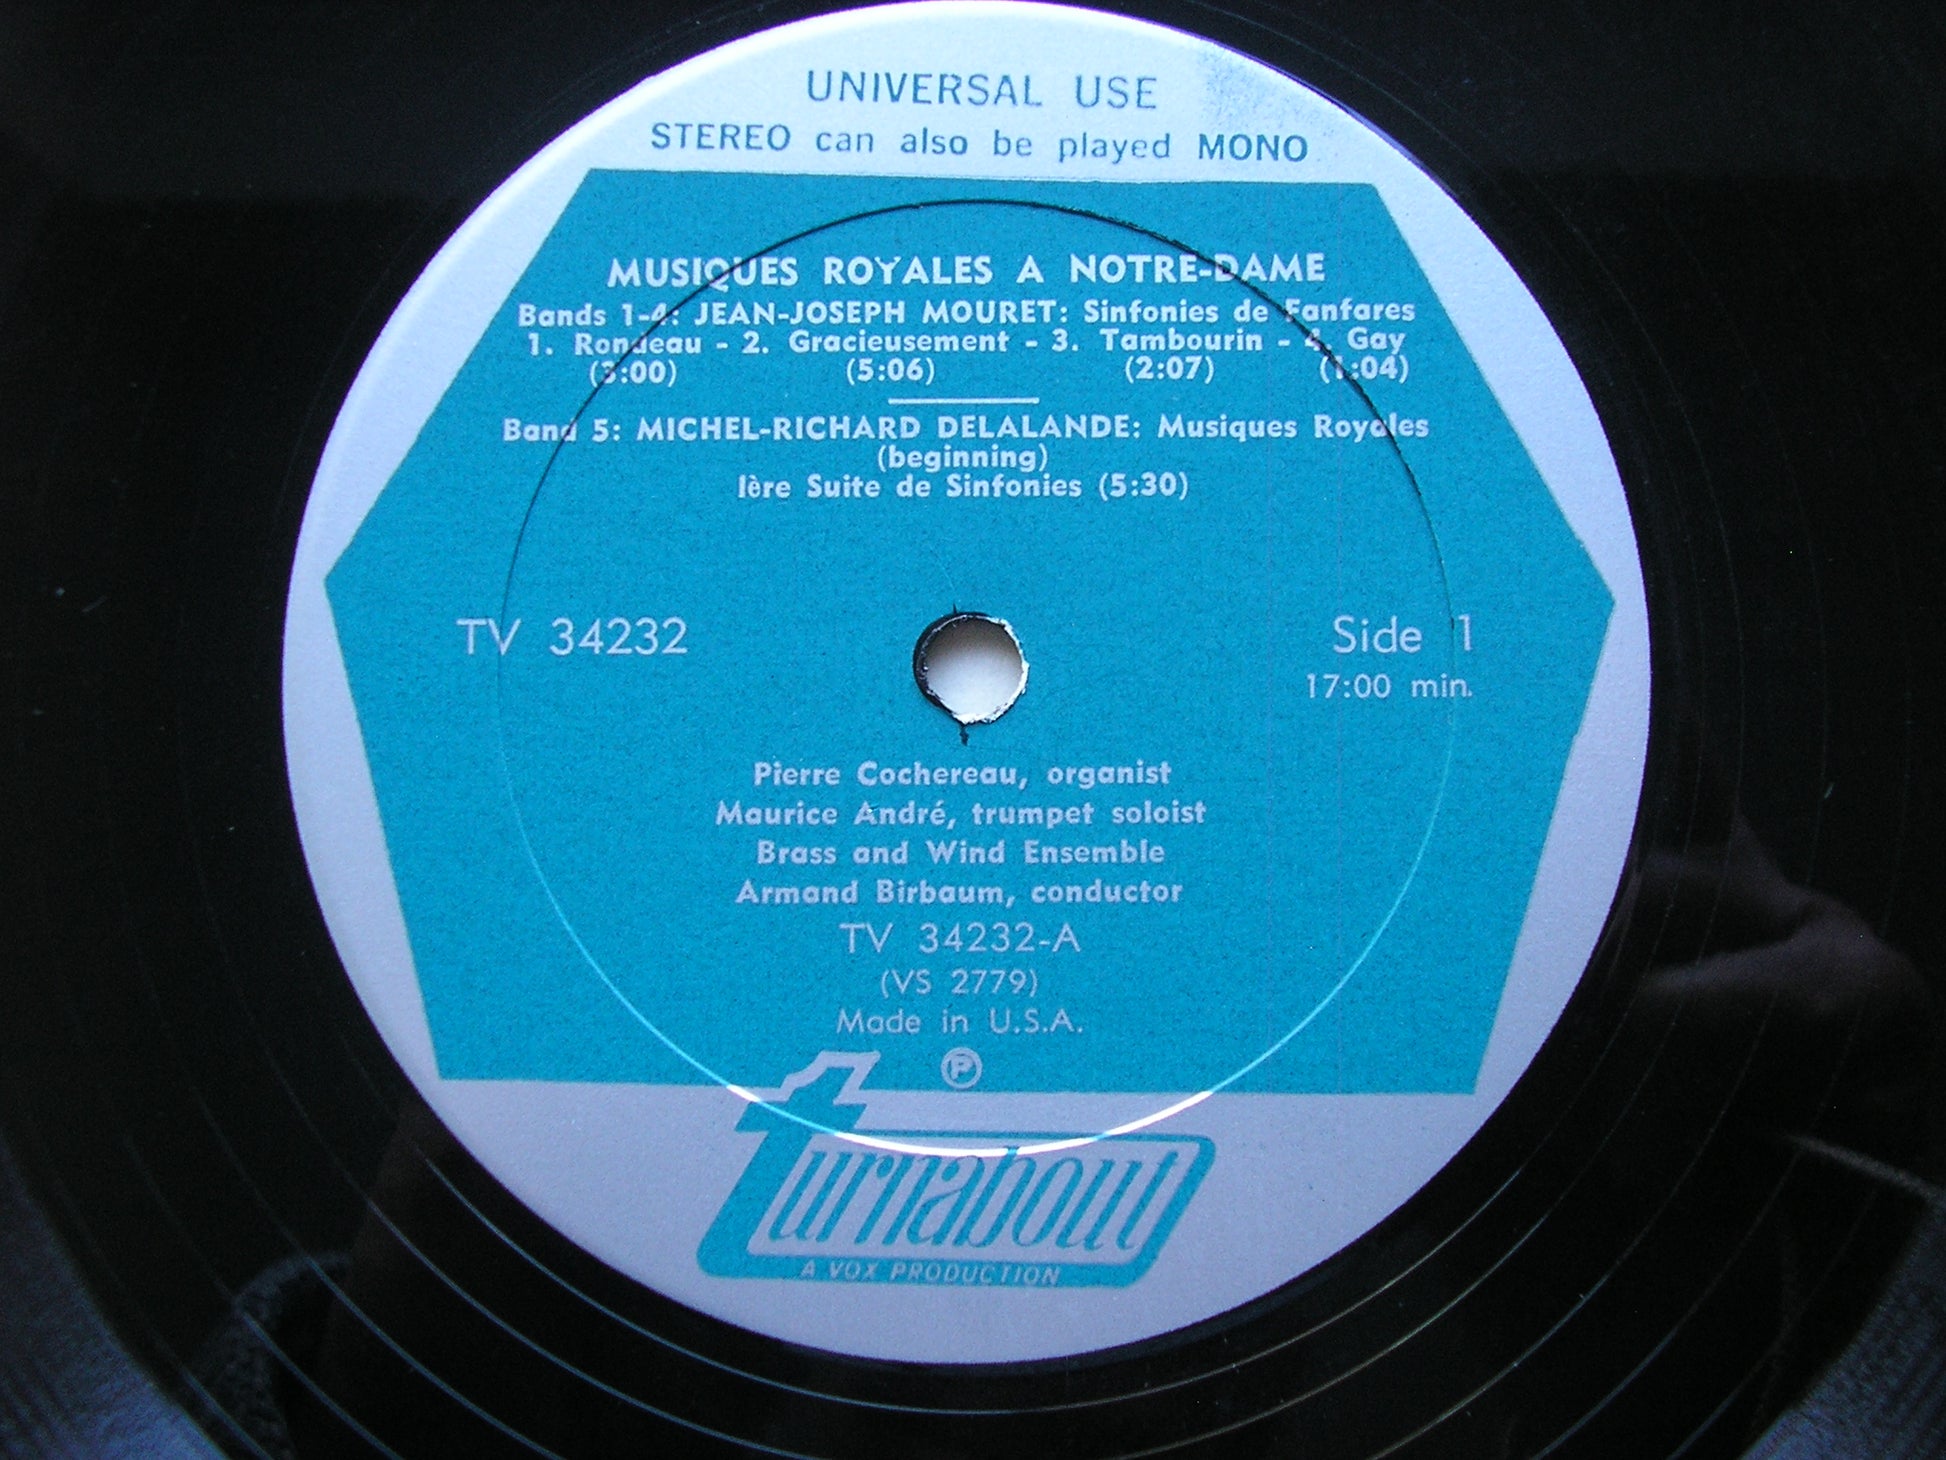 UNIVERSAL USE
STEREO can also be played MONO
MUSIQUES ROYALES A NOTRE-DAME
Bands 1-4: JEAN-JOSEPH MOURET: Sinfonies de Fanfares
1. Rondeau - 2. Gracieusement - 3. Tambourin - 4. Gay
(3:00) (5:06) (2:07) (1:04)
Band 5: MICHEL-RICHARD DELALANDE: Musiques Royales
(beginning)
Ière Suite de Sinfonies (5:30)
TV 34232
Side 1
17:00 min.
Pierre Cochereau, organist
Maurice André, trumpet soloist
Brass and Wind Ensemble
Armand Birbaum, conductor
TV 34232-A
(VS 2779)
Made in U.S.A.
℗
turnabout
A VOX PRODUCTION